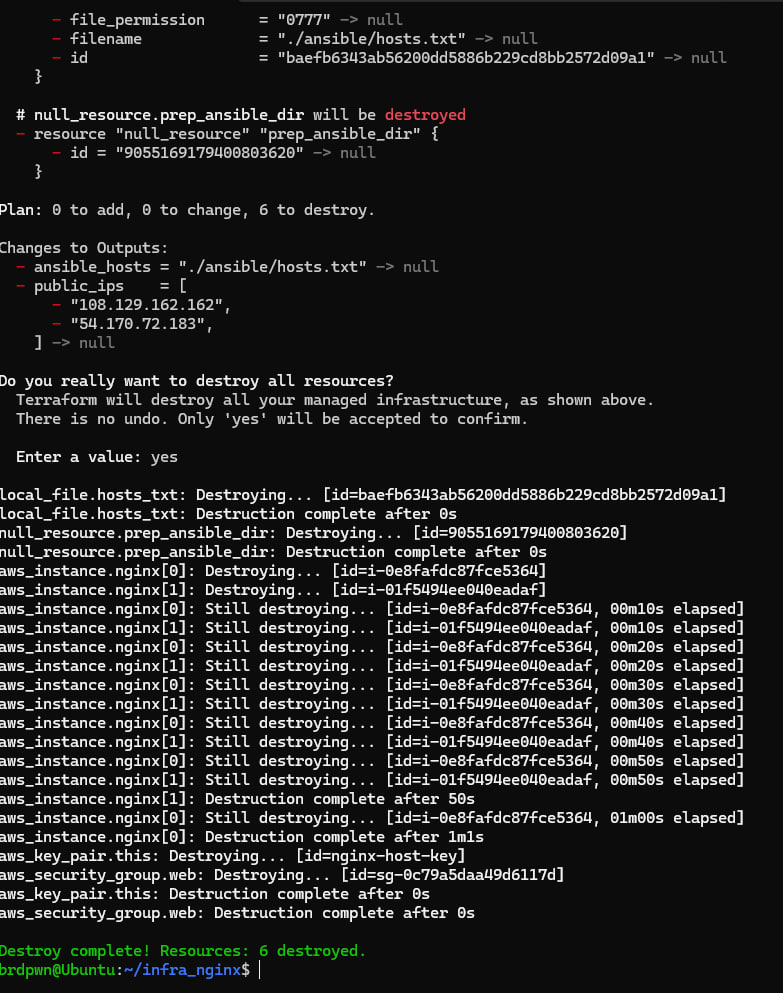 - file_permission      = "0777" -> null
- filename             = "./ansible/hosts.txt" -> null
- id                   = "baefb6343ab56200dd5886b229cd8bb2572d09a1" -> null
}
# null_resource.prep_ansible_dir will be destroyed
- resource "null_resource" "prep_ansible_dir" {
- id = "9055169179400803620" -> null
}
Plan: 0 to add, 0 to change, 6 to destroy.
Changes to Outputs:
- ansible_hosts = "./ansible/hosts.txt" -> null
- public_ips    = [
- "108.129.162.162",
- "54.170.72.183",
] -> null
Do you really want to destroy all resources?
Terraform will destroy all your managed infrastructure, as shown above.
There is no undo. Only 'yes' will be accepted to confirm.
Enter a value: yes
local_file.hosts_txt: Destroying... [id=baefb6343ab56200dd5886b229cd8bb2572d09a1]
local_file.hosts_txt: Destruction complete after 0s
null_resource.prep_ansible_dir: Destroying... [id=9055169179400803620]
null_resource.prep_ansible_dir: Destruction complete after 0s
aws_instance.nginx[0]: Destroying... [id=i-0e8fafdc87fce5364]
aws_instance.nginx[1]: Destroying... [id=i-01f5494ee040eadaf]
aws_instance.nginx[0]: Still destroying... [id=i-0e8fafdc87fce5364, 00m10s elapsed]
aws_instance.nginx[1]: Still destroying... [id=i-01f5494ee040eadaf, 00m10s elapsed]
aws_instance.nginx[0]: Still destroying... [id=i-0e8fafdc87fce5364, 00m20s elapsed]
aws_instance.nginx[1]: Still destroying... [id=i-01f5494ee040eadaf, 00m20s elapsed]
aws_instance.nginx[0]: Still destroying... [id=i-0e8fafdc87fce5364, 00m30s elapsed]
aws_instance.nginx[1]: Still destroying... [id=i-01f5494ee040eadaf, 00m30s elapsed]
aws_instance.nginx[0]: Still destroying... [id=i-0e8fafdc87fce5364, 00m40s elapsed]
aws_instance.nginx[1]: Still destroying... [id=i-01f5494ee040eadaf, 00m40s elapsed]
aws_instance.nginx[0]: Still destroying... [id=i-0e8fafdc87fce5364, 00m50s elapsed]
aws_instance.nginx[1]: Still destroying... [id=i-01f5494ee040eadaf, 00m50s elapsed]
aws_instance.nginx[1]: Destruction complete after 50s
aws_instance.nginx[0]: Still destroying... [id=i-0e8fafdc87fce5364, 01m00s elapsed]
aws_instance.nginx[0]: Destruction complete after 1m1s
aws_key_pair.this: Destroying... [id=nginx-host-key]
aws_security_group.web: Destroying... [id=sg-0c79a5daa49d6117d]
aws_key_pair.this: Destruction complete after 0s
aws_security_group.web: Destruction complete after 0s
Destroy complete! Resources: 6 destroyed.
brdpwn@Ubuntu:~/infra_nginx$